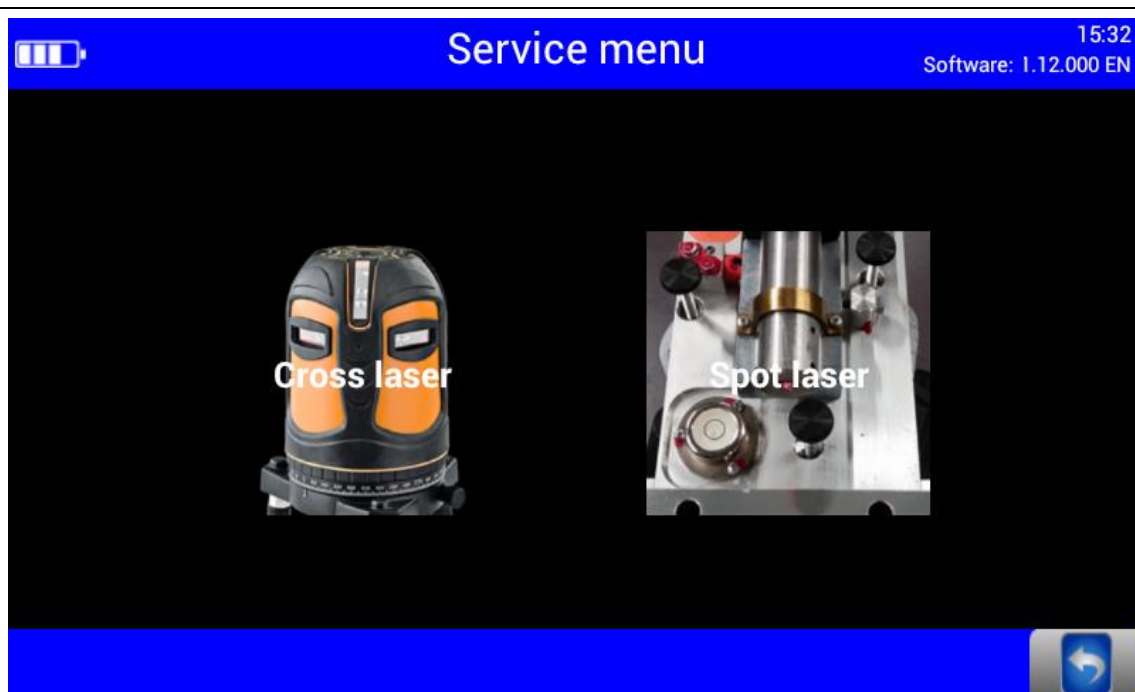 Service menu
15:32
Software: 1.12.000 EN
Cross laser
Spot laser